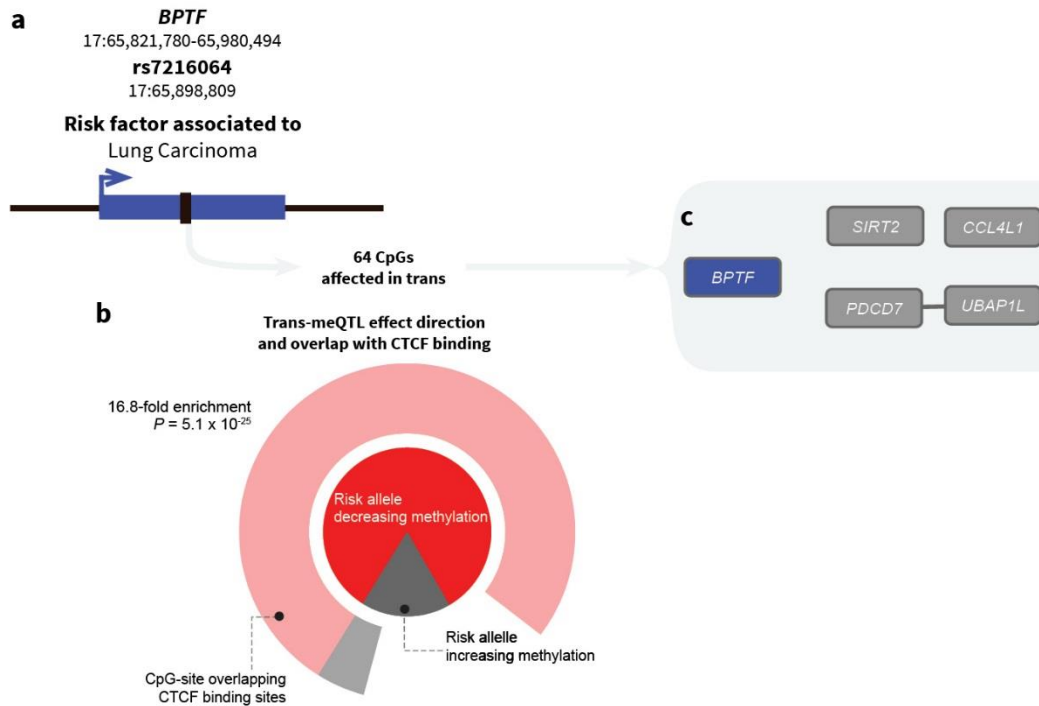 a
BPTF
17:65,821,780-65,980,494
rs7216064
17:65,898,809
Risk factor associated to
Lung Carcinoma
64 CpGs
affected in trans
c
BPTF
SIRT2
CCL4L1
PDCD7
UBAP1L
b
Trans-meQTL effect direction
and overlap with CTCF binding
16.8-fold enrichment
P = 5.1 x 10⁻²⁵
Risk allele
decreasing methylation
Risk allelle
increasing methylation
CpG-site overlapping
CTCF binding sites